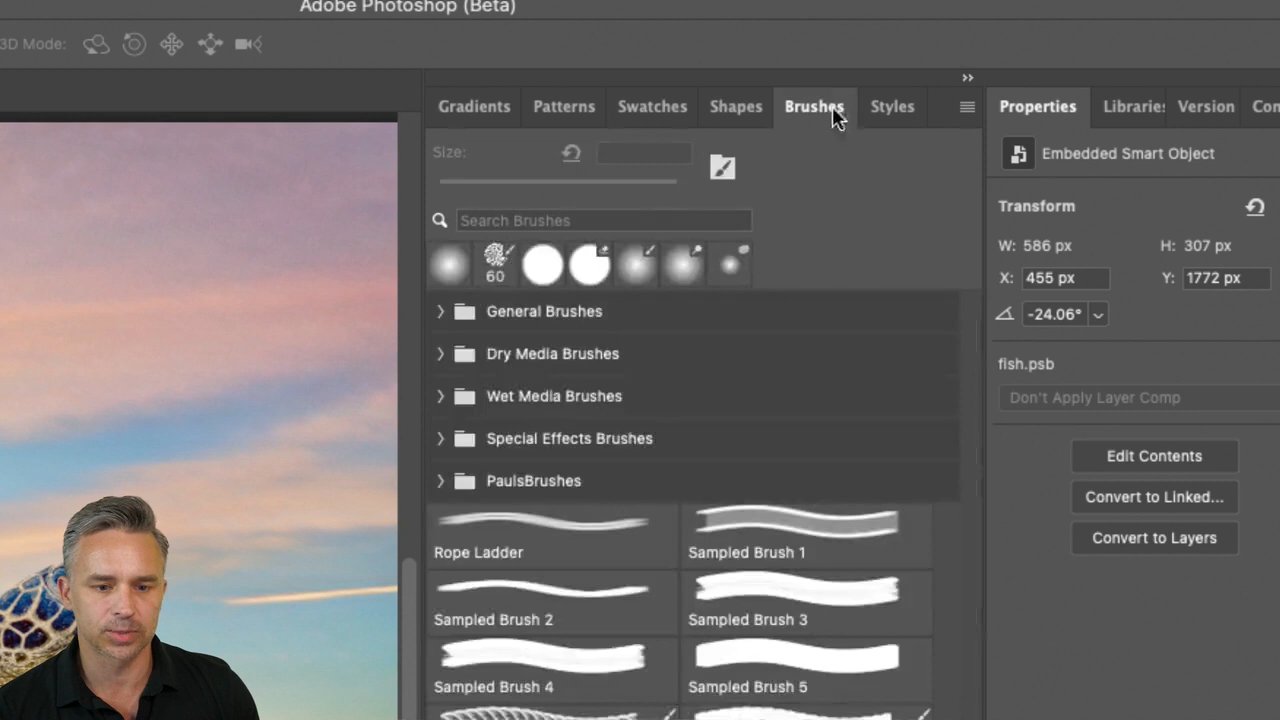 Adobe Photoshop (Beta)
3D Mode:
Gradients
Patterns
Swatches
Shapes
Brushes
Styles
Properties
Libraries
Version
Size:
Embedded Smart Object
Transform
Search Brushes
W: 586 px
H: 307 px
60
X: 455 px
Y: 1772 px
General Brushes
-24.06°
Dry Media Brushes
fish.psb
Wet Media Brushes
Don't Apply Layer Comp
Special Effects Brushes
Edit Contents
PaulsBrushes
Convert to Linked...
Convert to Layers
Rope Ladder
Sampled Brush 1
Sampled Brush 2
Sampled Brush 3
Sampled Brush 4
Sampled Brush 5